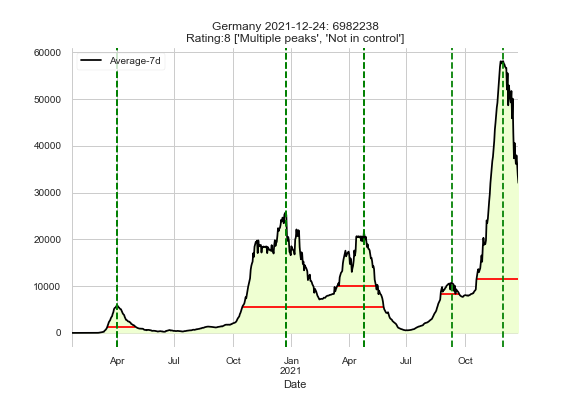 Germany 2021-12-24: 6982238
Rating:8 ['Multiple peaks', 'Not in control']
Average-7d
60000
50000
40000
30000
20000
10000
0
Apr Jul Oct Jan Apr Jul Oct
2021
Date